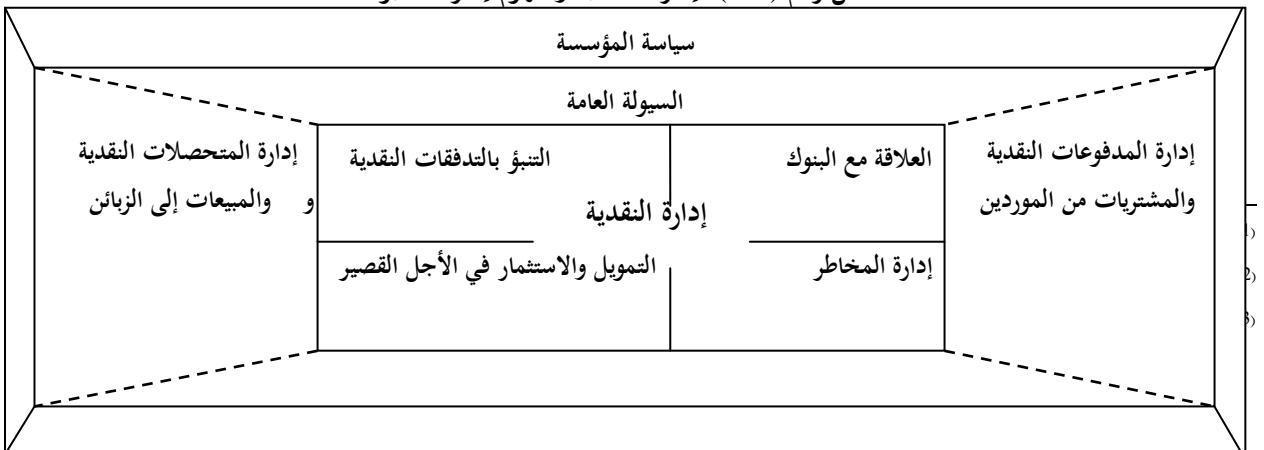 سياسة المؤسسة
السيولة العامة
إدارة المدفوعات النقدية
والمشتريات من الموردين
العلاقة مع البنوك
التنبؤ بالتدفقات النقدية
إدارة النقدية
إدارة المخاطر
التمويل والاستثمار في الأجل القصير
إدارة المتحصلات النقدية
و والمبيعات إلى الزبائن